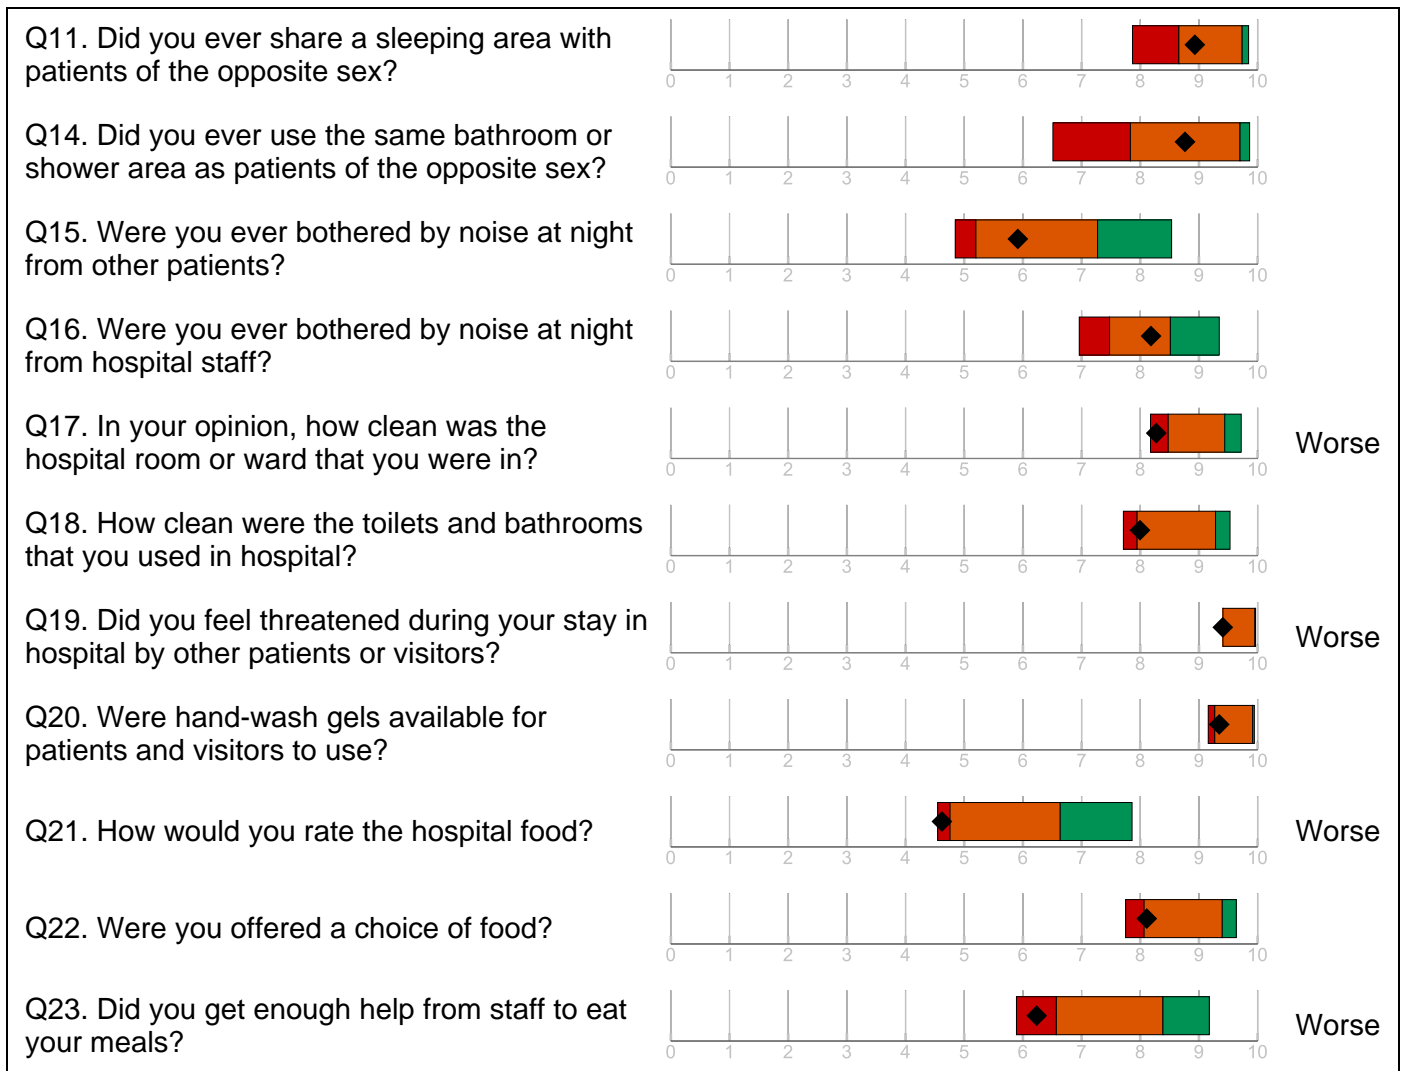 Q11. Did you ever share a sleeping area with
patients of the opposite sex?
0 1 2 3 4 5 6 7 8 9 10
Q14. Did you ever use the same bathroom or
shower area as patients of the opposite sex?
0 1 2 3 4 5 6 7 8 9 10
Q15. Were you ever bothered by noise at night
from other patients?
0 1 2 3 4 5 6 7 8 9 10
Q16. Were you ever bothered by noise at night
from hospital staff?
0 1 2 3 4 5 6 7 8 9 10
Q17. In your opinion, how clean was the
hospital room or ward that you were in?
Worse
0 1 2 3 4 5 6 7 8 9 10
Q18. How clean were the toilets and bathrooms
that you used in hospital?
0 1 2 3 4 5 6 7 8 9 10
Q19. Did you feel threatened during your stay in
hospital by other patients or visitors?
Worse
0 1 2 3 4 5 6 7 8 9 10
Q20. Were hand-wash gels available for
patients and visitors to use?
0 1 2 3 4 5 6 7 8 9 10
Q21. How would you rate the hospital food?
Worse
0 1 2 3 4 5 6 7 8 9 10
Q22. Were you offered a choice of food?
0 1 2 3 4 5 6 7 8 9 10
Q23. Did you get enough help from staff to eat
your meals?
Worse
0 1 2 3 4 5 6 7 8 9 10